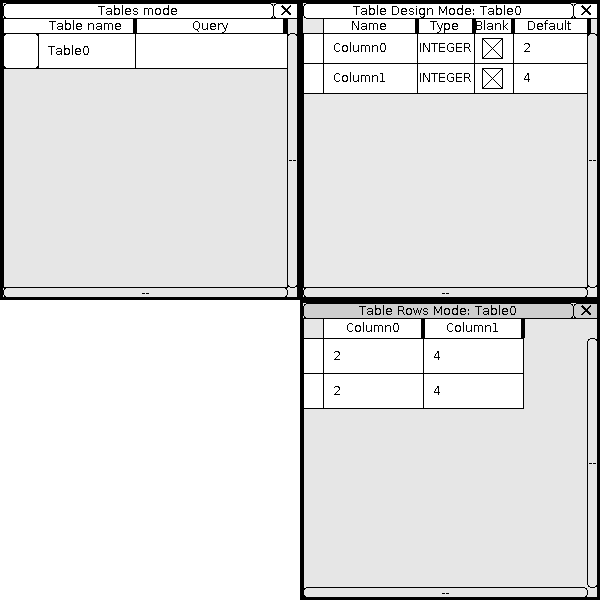 Tables mode
Table name Query
Table0
Table Design Mode: Table0
Name Type Blank Default
Column0 INTEGER 2
Column1 INTEGER 4
Table Rows Mode: Table0
Column0 Column1
2 4
2 4